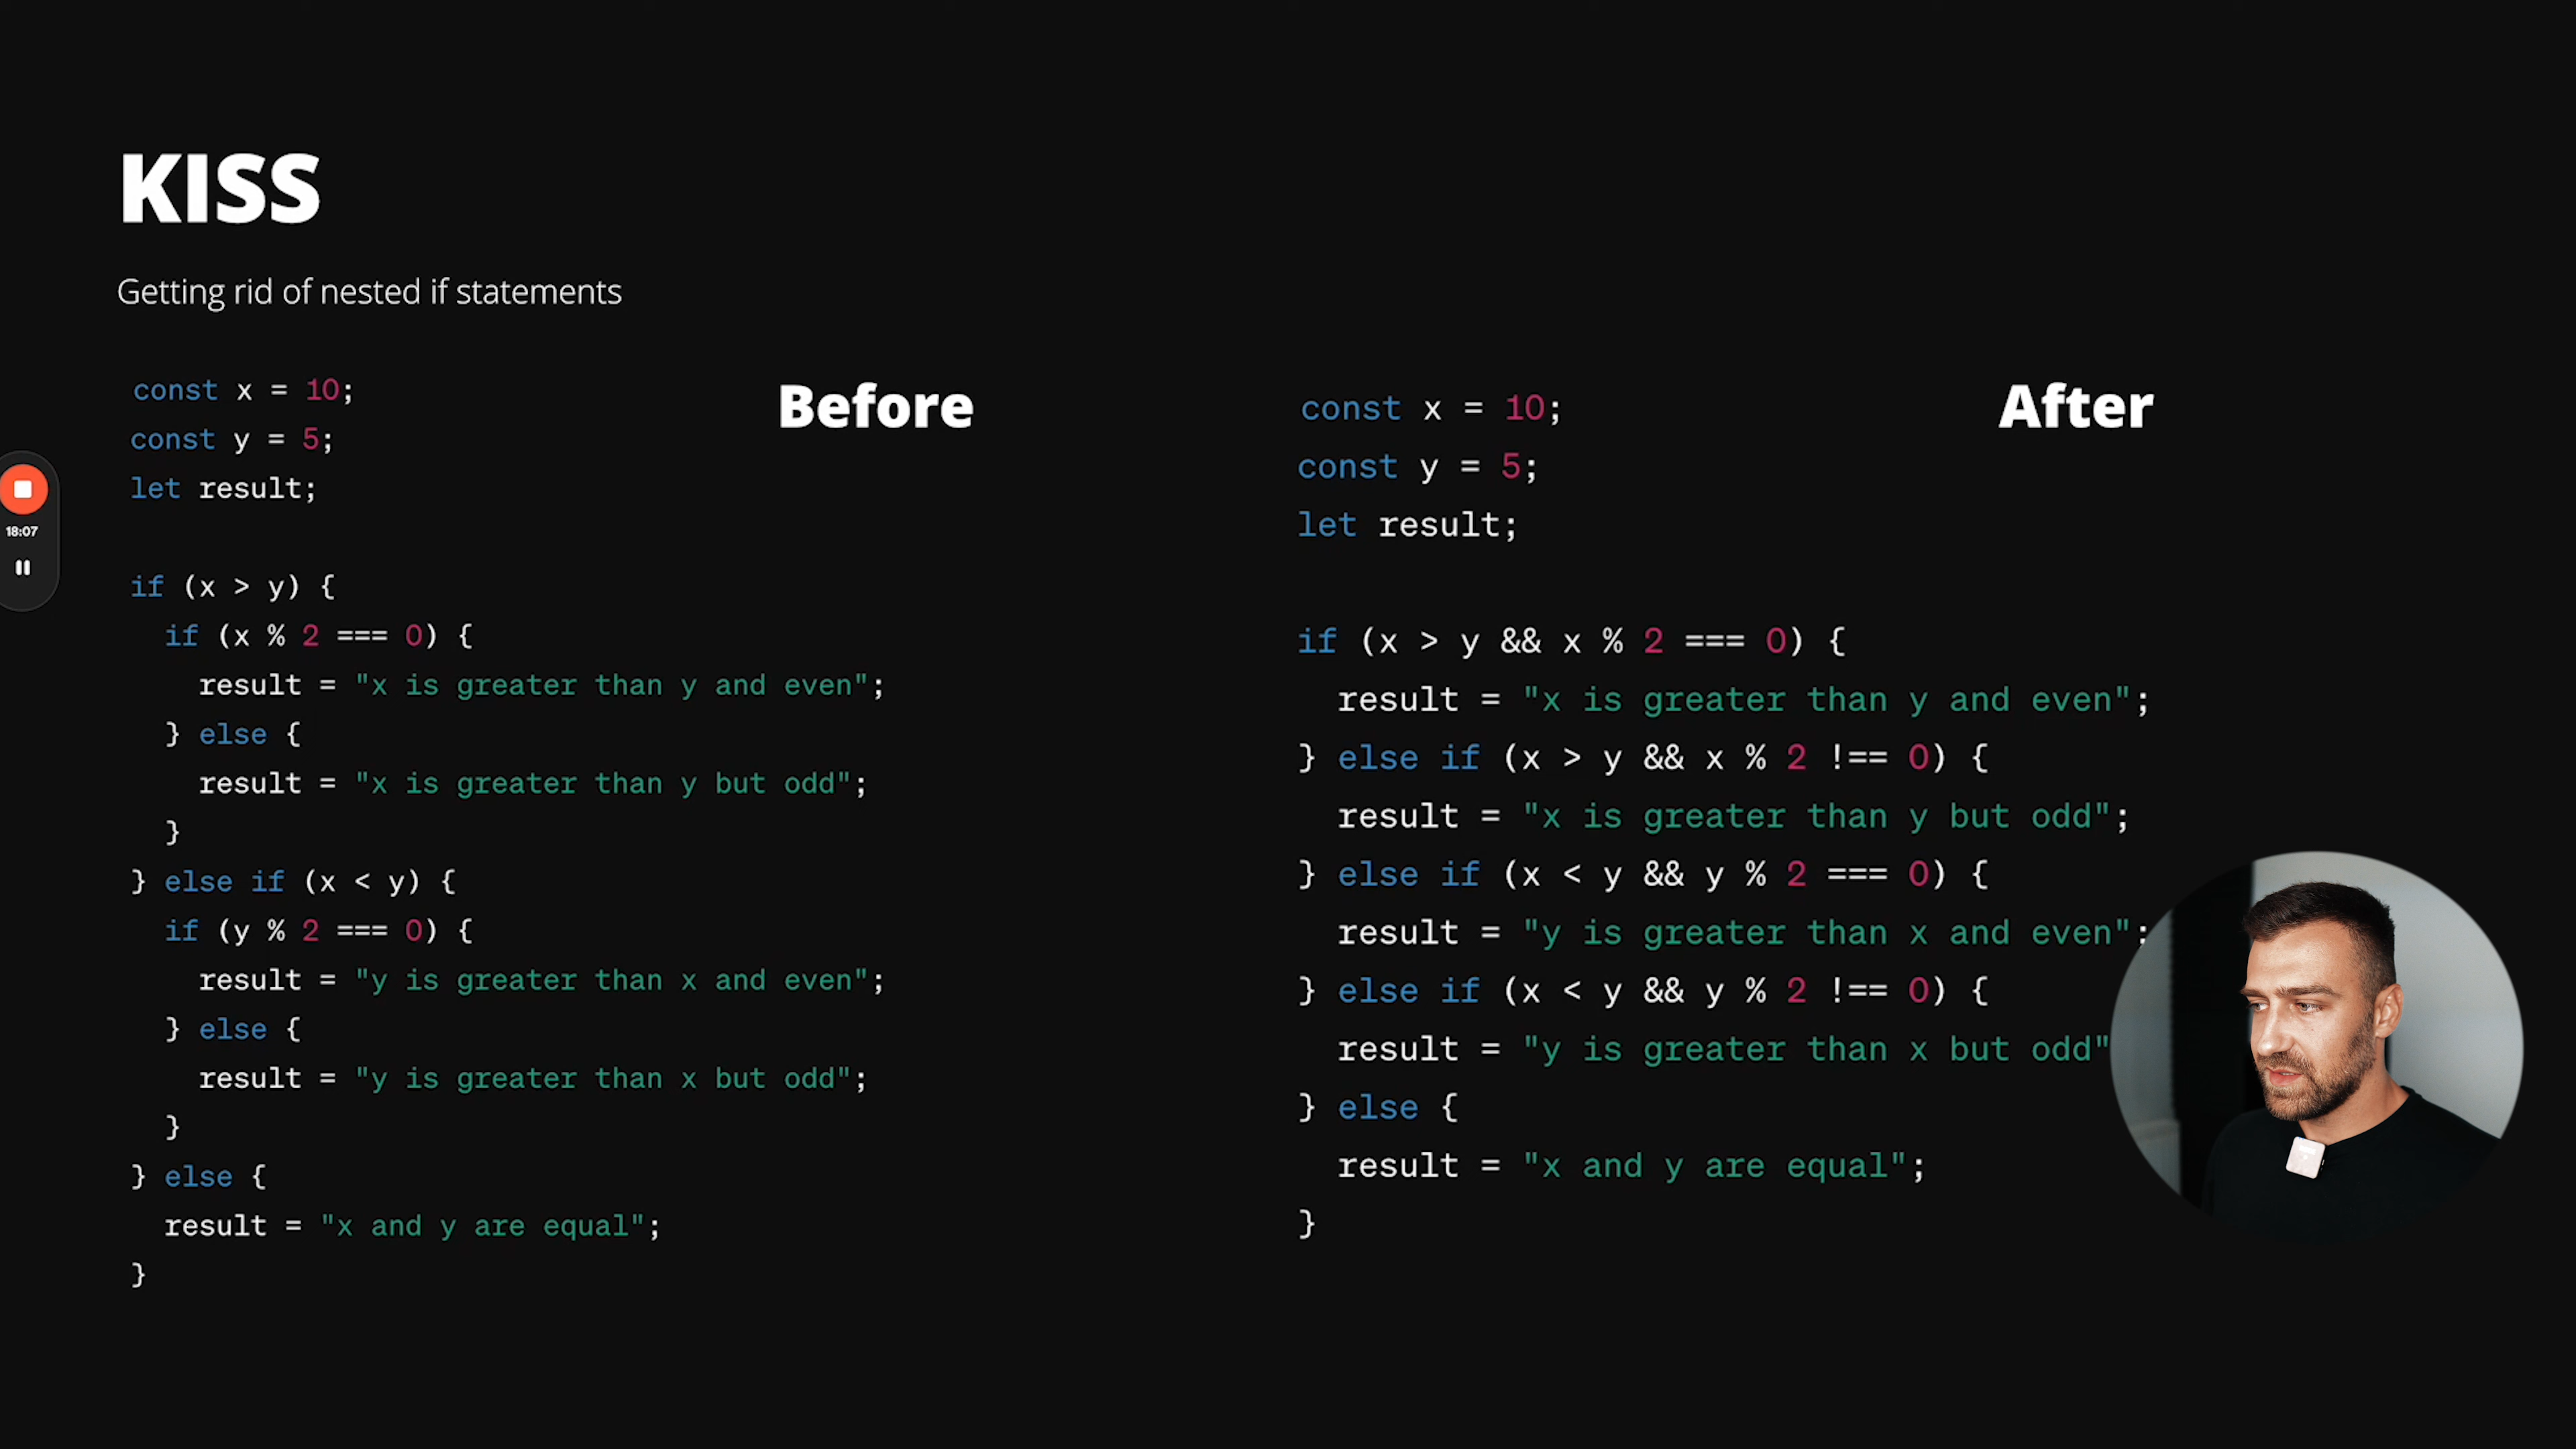 KISS
Getting rid of nested if statements
Before
const x = 10;
const y = 5;
let result;
if (x > y) {
if (x % 2 === 0) {
result = "x is greater than y and even";
} else {
result = "x is greater than y but odd";
}
} else if (x < y) {
if (y % 2 === 0) {
result = "y is greater than x and even";
} else {
result = "y is greater than x but odd";
}
} else {
result = "x and y are equal";
}
After
const x = 10;
const y = 5;
let result;
if (x > y && x % 2 === 0) {
result = "x is greater than y and even";
} else if (x > y && x % 2 !== 0) {
result = "x is greater than y but odd";
} else if (x < y && y % 2 === 0) {
result = "y is greater than x and even";
} else if (x < y && y % 2 !== 0) {
result = "y is greater than x but odd"
} else {
result = "x and y are equal";
}
18:07